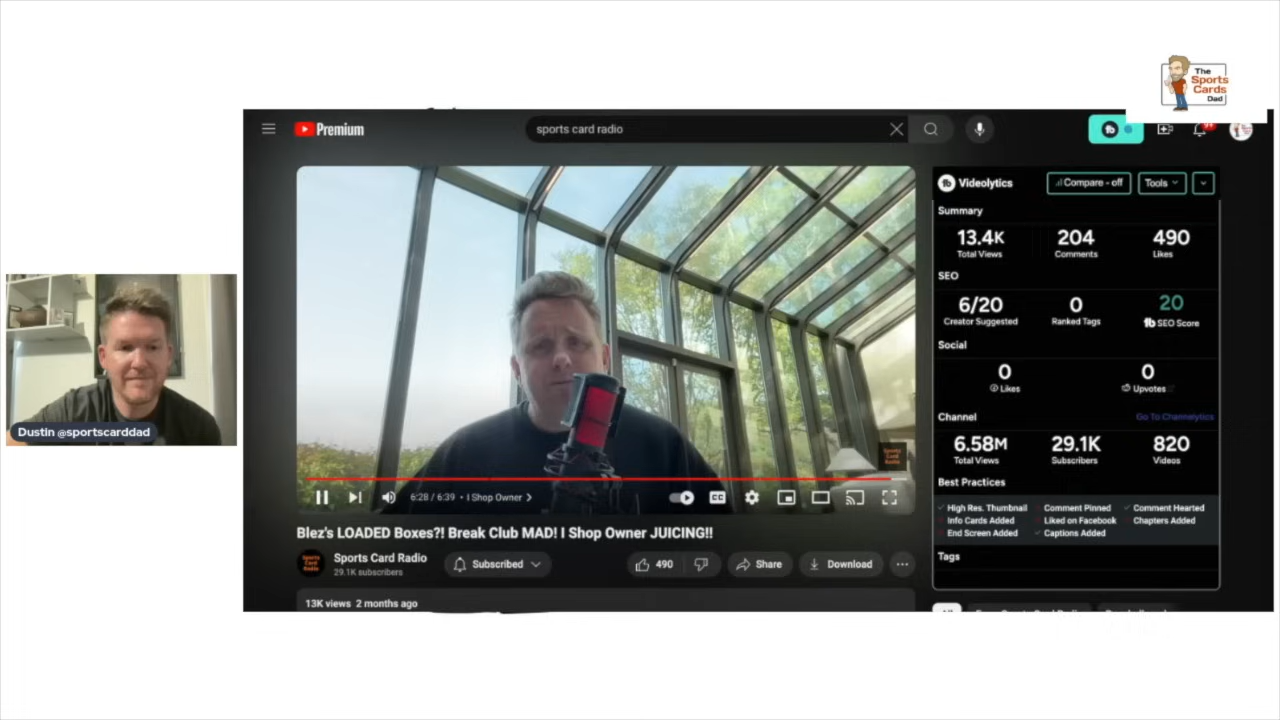 The
Sports
Cards
Dad
Premium
sports card radio
Videolytics
Compare - off
Tools
Summary
13.4K
204
490
Total Views
Comments
Likes
SEO
6/20
0
20
Creator Suggested
Ranked Tags
SEO Score
Social
0
0
Likes
Upvotes
Channel
Go To Channelytics
6.58M
29.1K
820
Total Views
Subscribers
Videos
Best Practices
High Res. Thumbnail
Comment Pinned
Comment Hearted
Info Cards Added
Liked on Facebook
Chapters Added
End Screen Added
Captions Added
Tags
Dustin @sportscarddad
Sports
Card
Radio
6:28 / 6:39 • I Shop Owner
CC
Blez's LOADED Boxes?! Break Club MAD! I Shop Owner JUICING!!
Sports Card Radio
29.1K subscribers
Subscribed
490
Share
Download
13K views 2 months ago